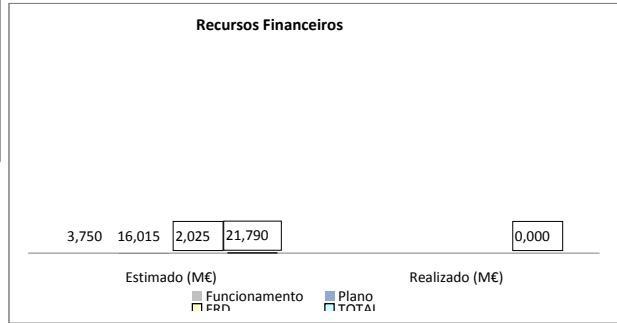 Recursos Financeiros
3,750 16,015 2,025 21,790 0,000
Estimado (M€) Realizado (M€)
Funcionamento Plano
TOTAL